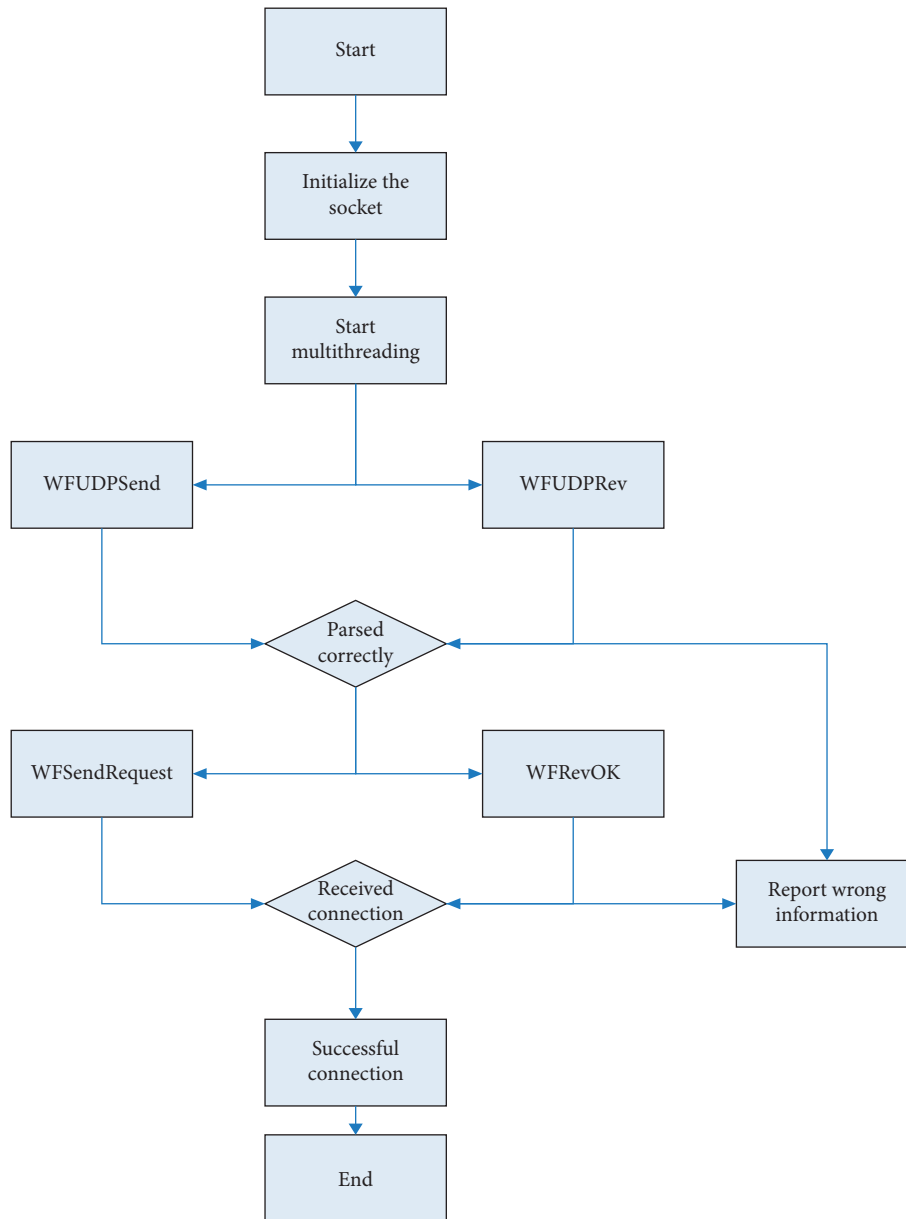 Start
Initialize the
socket
Start
multithreading
WFUDPSend
WFUDPRev
Parsed
correctly
WFSendRequest
WFRevOK
Received
connection
Report wrong
information
Successful
connection
End